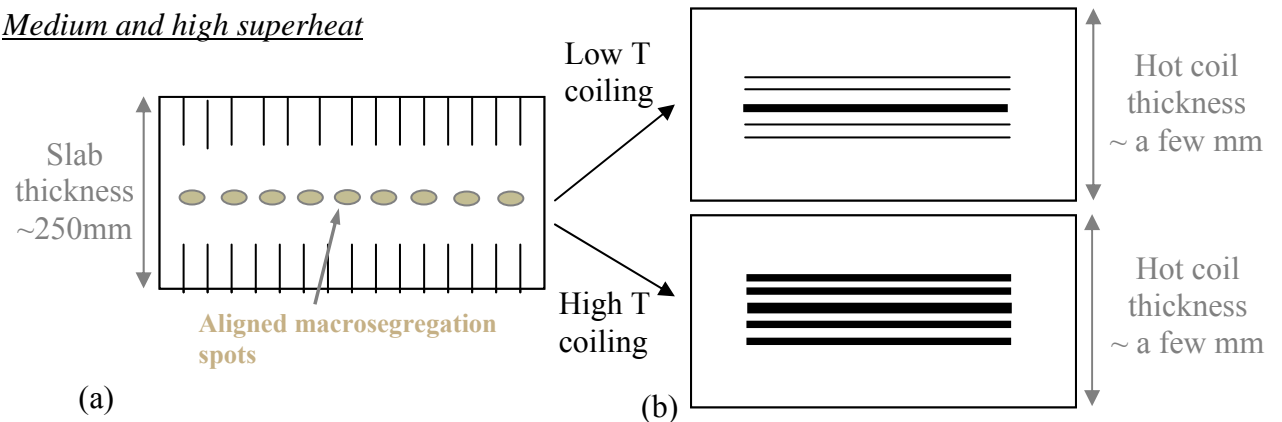 Medium and high superheat
Slab
thickness
~250mm
Aligned macrosegregation
spots
(a)
Low T
coiling
High T
coiling
(b)
Hot coil
thickness
~ a few mm
Hot coil
thickness
~ a few mm